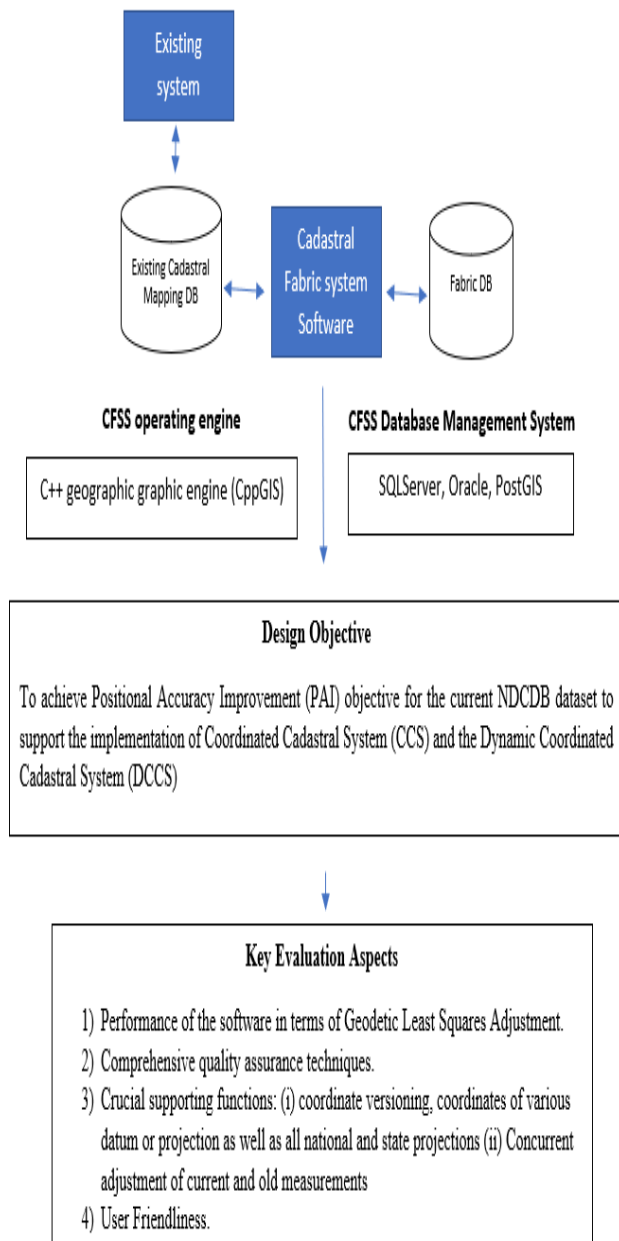 Existing
system
Existing Cadastral
Mapping DB
Cadastral
Fabric system
Software
Fabric DB
CFSS operating engine
CFSS Database Management System
C++ geographic graphic engine (CppGIS)
SQLServer, Oracle, PostGIS
Design Objective
To achieve Positional Accuracy Improvement (PAI) objective for the current NDCDB dataset to
support the implementation of Coordinated Cadastral System (CCS) and the Dynamic Coordinated
Cadastral System (DCCS)
Key Evaluation Aspects
1) Performance of the software in terms of Geodetic Least Squares Adjustment.
2) Comprehensive quality assurance techniques.
3) Crucial supporting functions: (i) coordinate versioning, coordinates of various
datum or projection as well as all national and state projections (ii) Concurrent
adjustment of current and old measurements
4) User Friendliness.